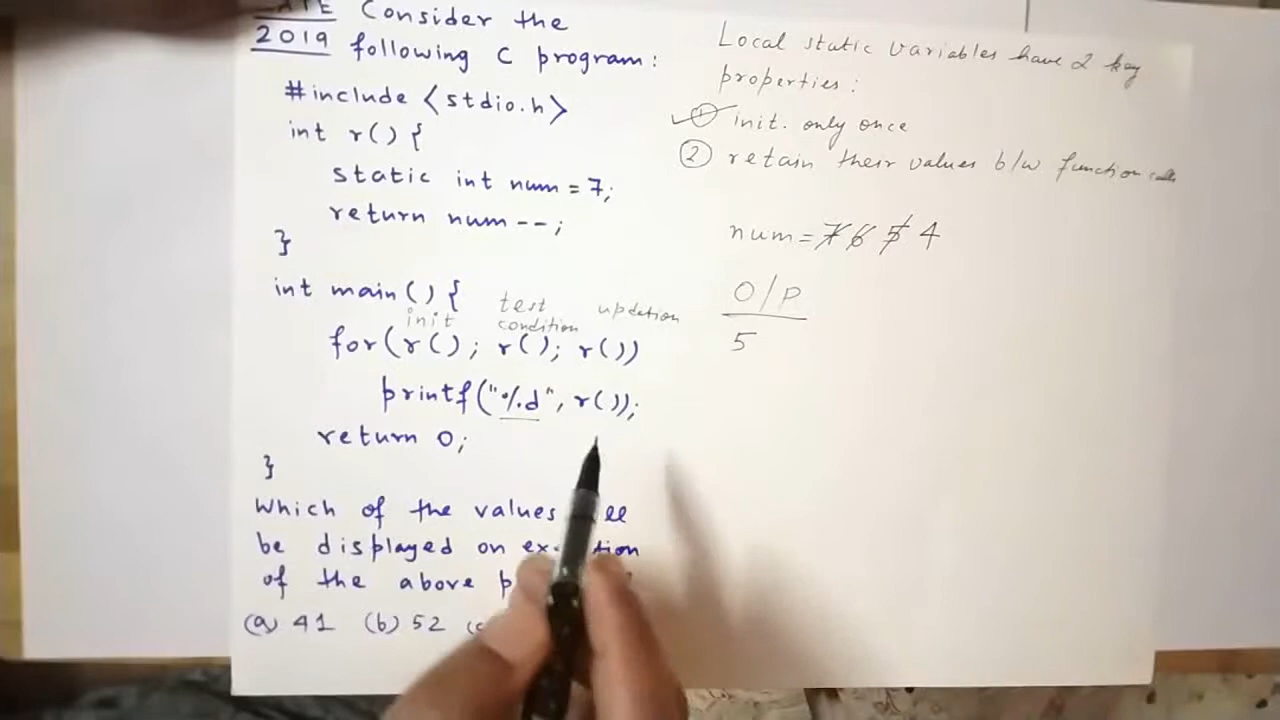 Consider the
2019 following C program:
#include <stdio.h>
int r() {
static int num = 7;
return num --;
}
int main() {
init test condition updation
for(r(); r(); r())
printf("%d", r());
return 0;
}
Which of the values
be displayed on
of the above
(a) 41 (b) 52
Local static variables have 2 key
properties:
① init. only once
② retain their values b/w function calls
num = 7 6 5 4
O/P
5